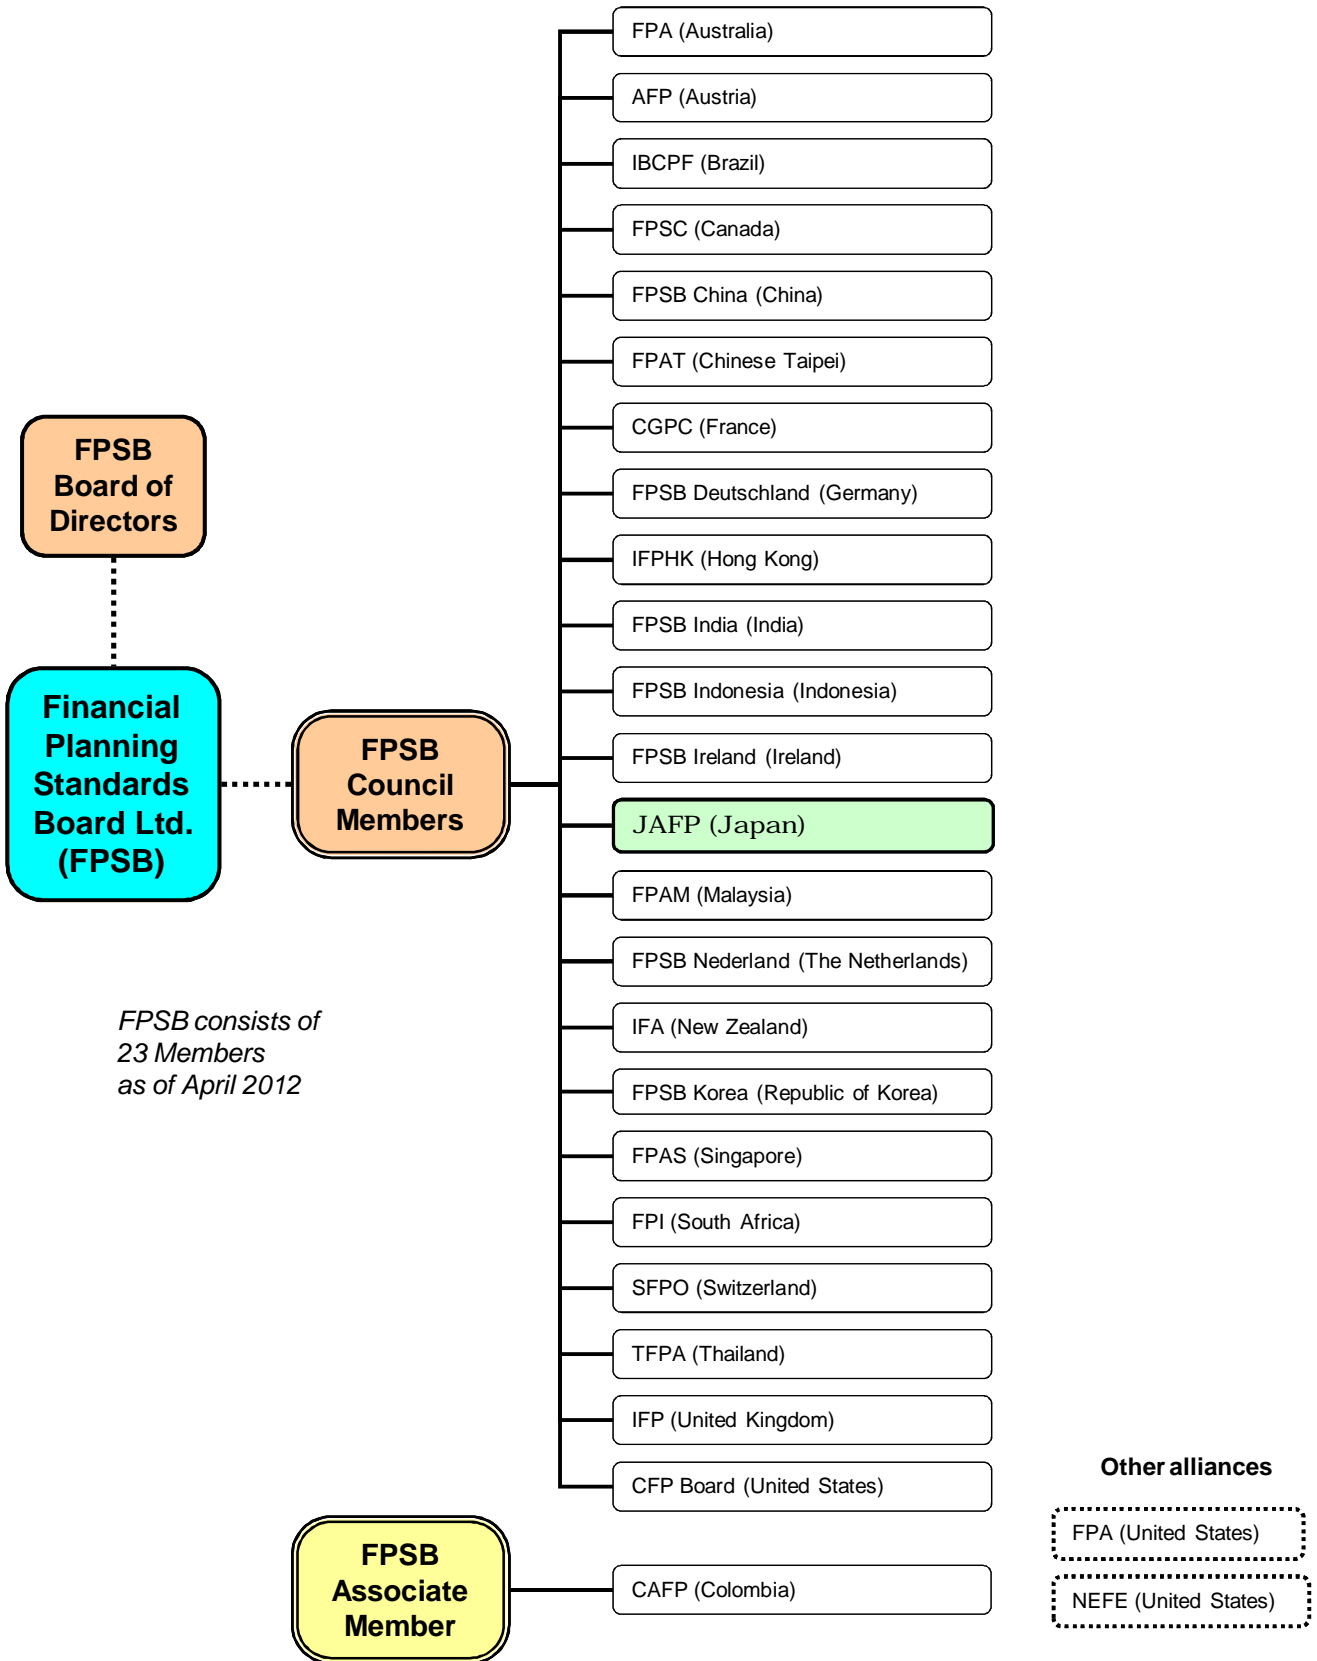 FPSB
Board of
Directors
Financial
Planning
Standards
Board Ltd.
(FPSB)
FPSB
Council
Members
FPA (Australia)
AFP (Austria)
IBCPF (Brazil)
FPSC (Canada)
FPSB China (China)
FPAT (Chinese Taipei)
CGPC (France)
FPSB Deutschland (Germany)
IFPHK (Hong Kong)
FPSB India (India)
FPSB Indonesia (Indonesia)
FPSB Ireland (Ireland)
JAFP (Japan)
FPAM (Malaysia)
FPSB Nederland (The Netherlands)
IFA (New Zealand)
FPSB Korea (Republic of Korea)
FPAS (Singapore)
FPI (South Africa)
SFPO (Switzerland)
TFPA (Thailand)
IFP (United Kingdom)
CFP Board (United States)
FPSB consists of
23 Members
as of April 2012
FPSB
Associate
Member
CAFP (Colombia)
Other alliances
FPA (United States)
NEFE (United States)